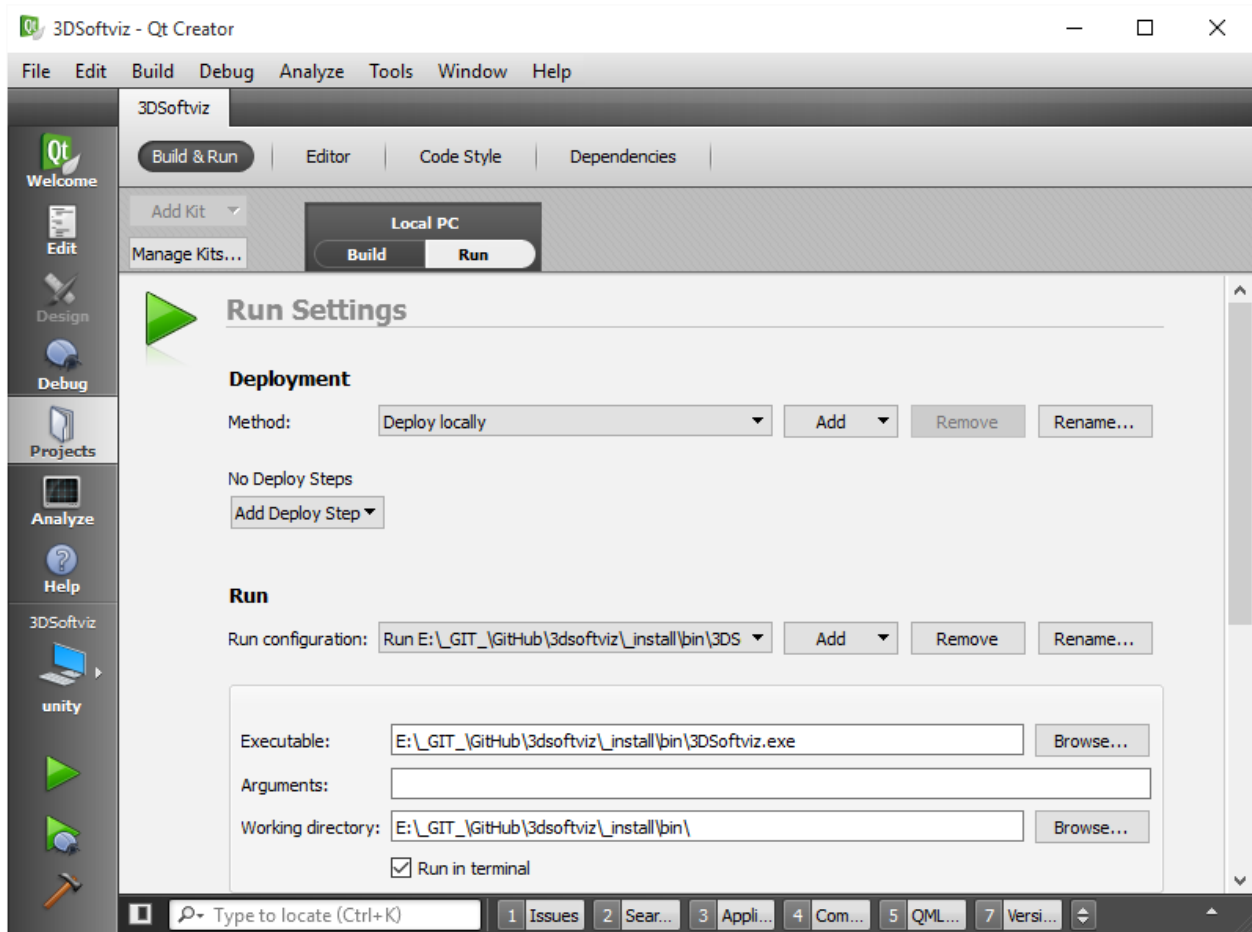 3DSoftviz - Qt Creator
File Edit Build Debug Analyze Tools Window Help
3DSoftviz
Qt
Welcome
Edit
Design
Debug
Projects
Analyze
Help
3DSoftviz
unity
Build & Run Editor Code Style Dependencies
Add Kit
Manage Kits...
Local PC
Build Run
Run Settings
Deployment
Method: Deploy locally Add Remove Rename...
No Deploy Steps
Add Deploy Step
Run
Run configuration: Run E:\_GIT_\GitHub\3dsoftviz\_install\bin\3DS Add Remove Rename...
Executable: E:\_GIT_\GitHub\3dsoftviz\_install\bin\3DSoftviz.exe Browse...
Arguments:
Working directory: E:\_GIT_\GitHub\3dsoftviz\_install\bin\ Browse...
Run in terminal
Type to locate (Ctrl+K) 1 Issues 2 Sear... 3 Appli... 4 Com... 5 QML... 7 Versi...